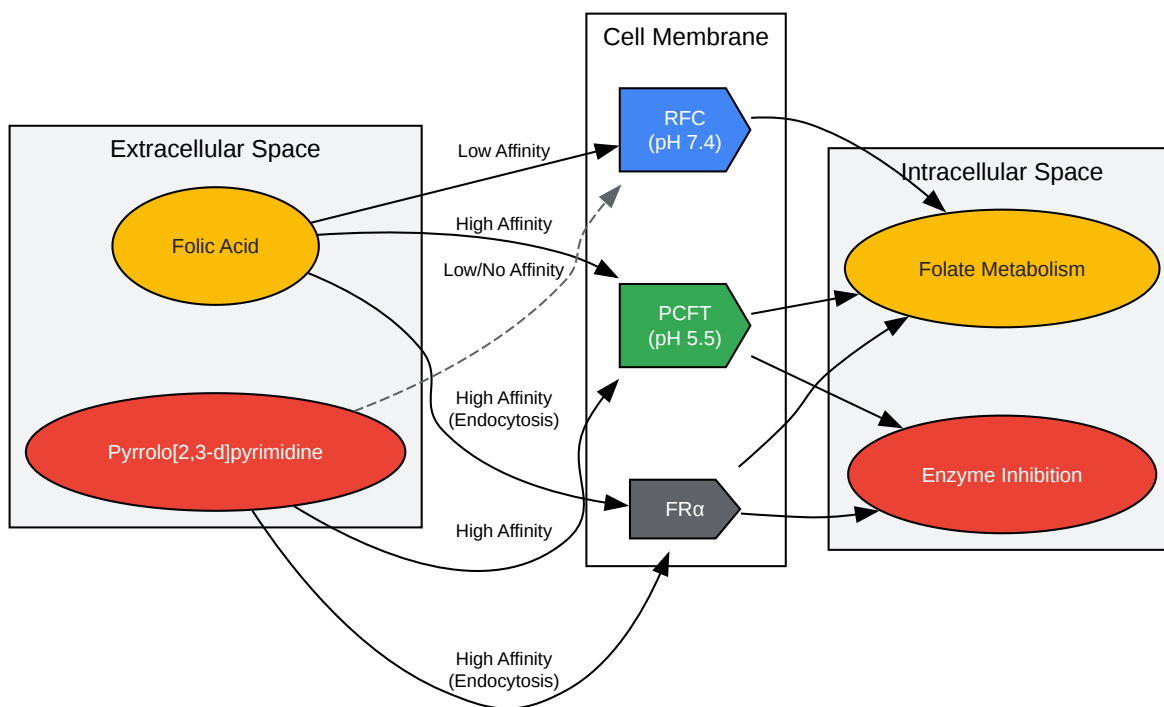 Cell Membrane
Extracellular Space
Intracellular Space
RFC
(pH 7.4)
Low Affinity
Folic Acid
High Affinity
Low/No Affinity
Folate Metabolism
PCFT
(pH 5.5)
High Affinity
(Endocytosis)
Pyrrolo[2,3-d]pyrimidine
Enzyme Inhibition
FRα
High Affinity
High Affinity
(Endocytosis)